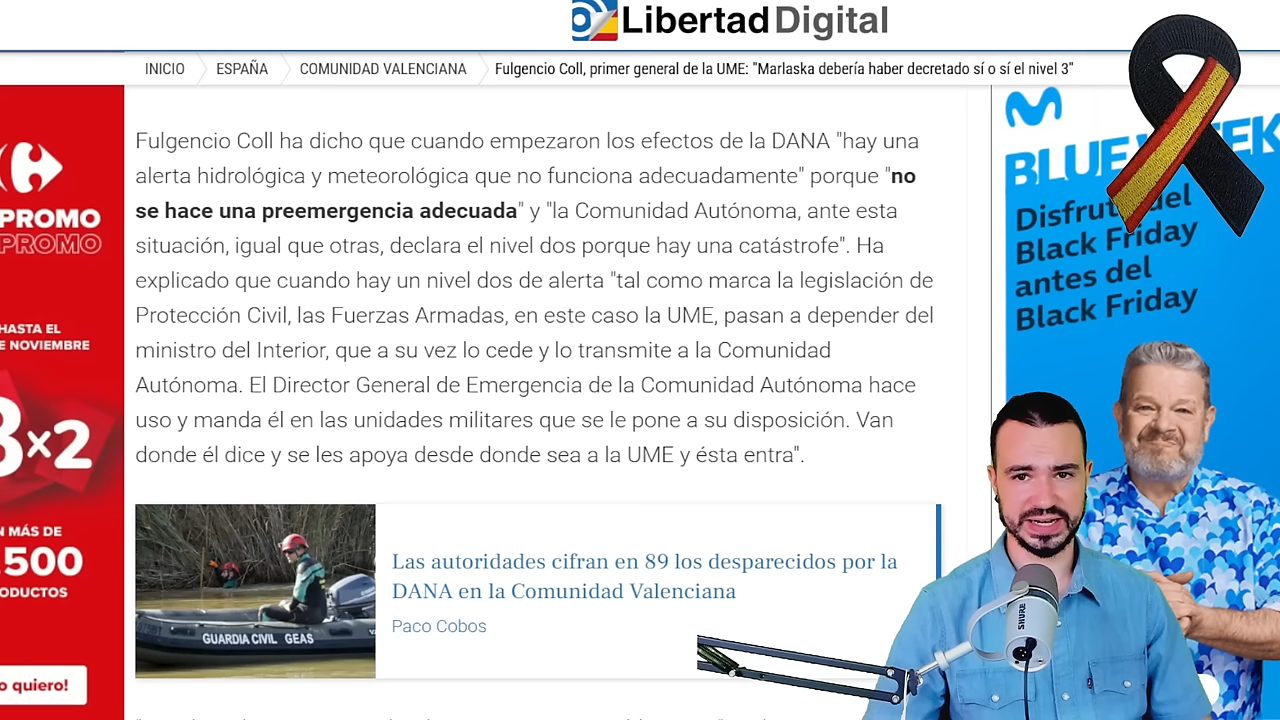 Libertad Digital
INICIO
ESPAÑA
COMUNIDAD VALENCIANA
Fulgencio Coll, primer general de la UME: "Marlaska debería haber decretado sí o sí el nivel 3"
Fulgencio Coll ha dicho que cuando empezaron los efectos de la DANA "hay una
alerta hidrológica y meteorológica que no funciona adecuadamente" porque "no
se hace una preemergencia adecuada" y "la Comunidad Autónoma, ante esta
situación, igual que otras, declara el nivel dos porque hay una catástrofe". Ha
explicado que cuando hay un nivel dos de alerta "tal como marca la legislación de
Protección Civil, las Fuerzas Armadas, en este caso la UME, pasan a depender del
ministro del Interior, que a su vez lo cede y lo transmite a la Comunidad
Autónoma. El Director General de Emergencia de la Comunidad Autónoma hace
uso y manda él en las unidades militares que se le pone a su disposición. Van
donde él dice y se les apoya desde donde sea a la UME y ésta entra".
GUARDIA CIVIL GEAS
Las autoridades cifran en 89 los desparecidos por la
DANA en la Comunidad Valenciana
Paco Cobos
PROMO
PROMO
HASTA EL
E NOVIEMBRE
3x2
N MÁS DE
.500
ODUCTOS
o quiero!
BLUE
Black Friday
antes del
Black Friday
SHURE